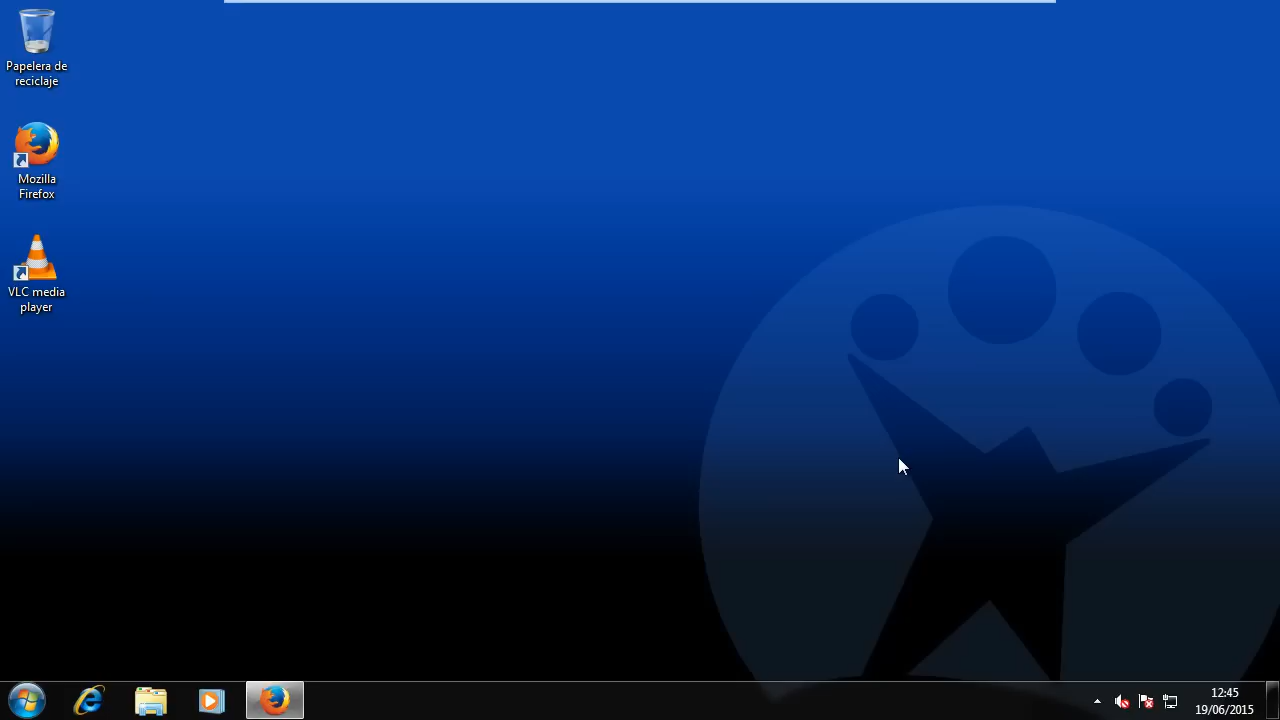 Papelera de
reciclaje
Mozilla
Firefox
VLC media
player
12:45
19/06/2015